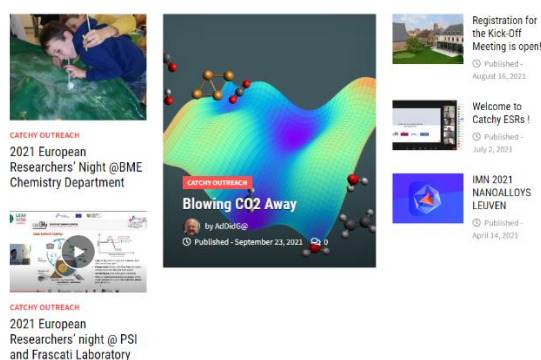 CATCHY OUTREACH
2021 European
Researchers' Night @BME
Chemistry Department
CATCHY OUTREACH
2021 European
Researchers' night @ PSI
and Frascati Laboratory
CATCHY OUTREACH
Blowing CO2 Away
by AdDidG@
Published - September 23, 2021 0
Registration for
the Kick-Off
Meeting is open!
Published -
August 16, 2021
Welcome to
Catchy ESRs !
Published -
July 2, 2021
IMN 2021
NANOALLOYS
LEUVEN
Published -
April 14, 2021